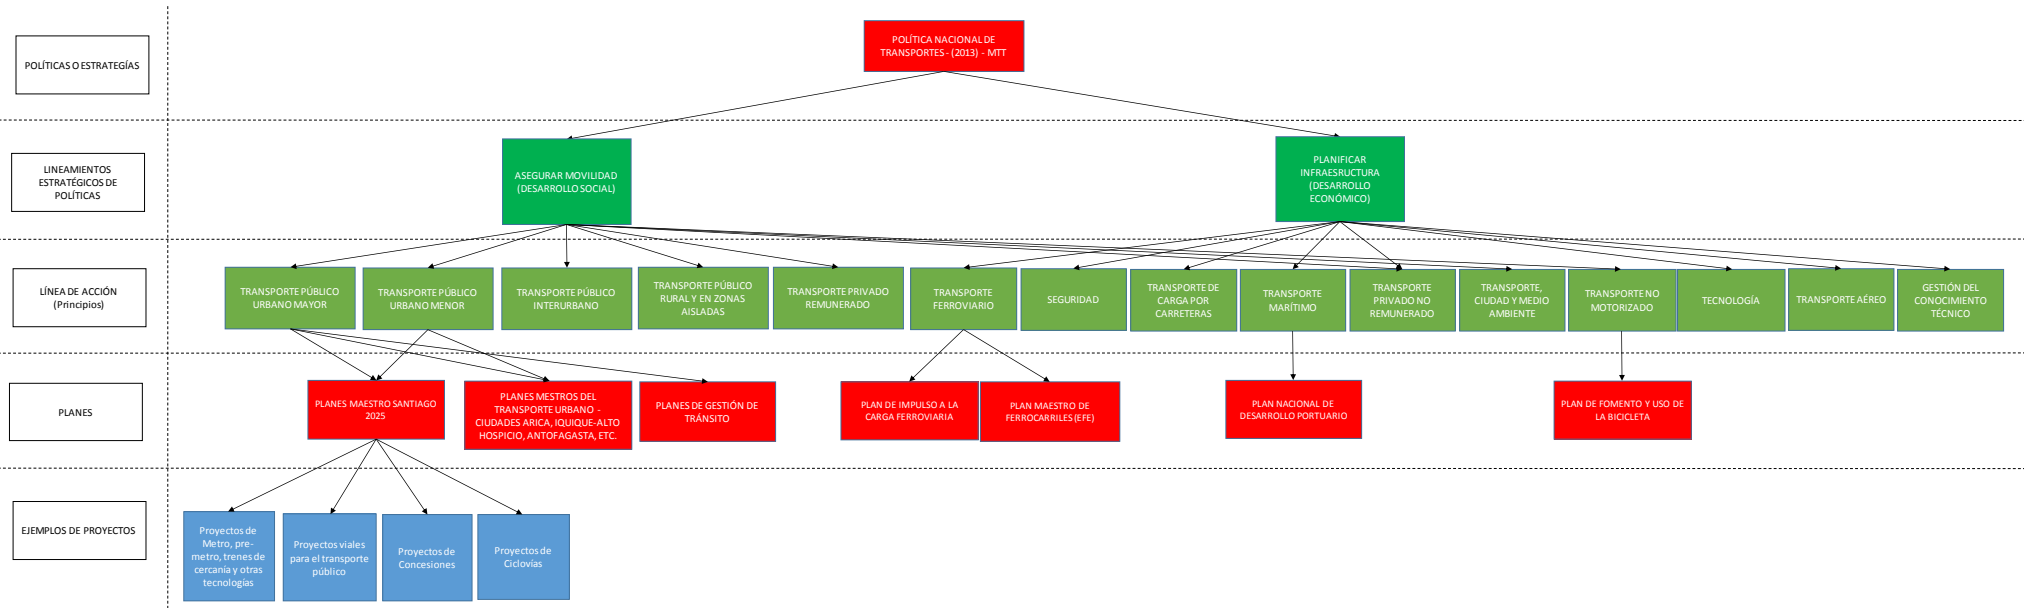 POLÍTICAS O ESTRATEGÍAS
POLÍTICA NACIONAL DE
TRANSPORTES - (2013) - MTT
LINEAMIENTOS
ESTRATÉGICOS DE
POLÍTICAS
ASEGURAR MOVILIDAD
(DESARROLLO SOCIAL)
PLANIFICAR
INFRAESRUCTURA
(DESARROLLO
ECONÓMICO)
LÍNEA DE ACCIÓN
(Principios)
TRANSPORTE PÚBLICO
URBANO MAYOR
TRANSPORTE PÚBLICO
URBANO MENOR
TRANSPORTE PÚBLICO
INTERURBANO
TRANSPORTE PÚBLICO
RURAL Y EN ZONAS
AISLADAS
TRANSPORTE PRIVADO
REMUNERADO
TRANSPORTE
FERROVIARIO
SEGURIDAD
TRANSPORTE DE
CARGA POR
CARRETERAS
TRANSPORTE
MARÍTIMO
TRANSPORTE
PRIVADO NO
REMUNERADO
TRANSPORTE,
CIUDAD Y MEDIO
AMBIENTE
TRANSPORTE NO
MOTORIZADO
TECNOLOGÍA
TRANSPORTE AÉREO
GESTIÓN DEL
CONOCIMIENTO
TÉCNICO
PLANES
PLANES MAESTRO SANTIAGO
2025
PLANES MESTROS DEL
TRANSPORTE URBANO -
CIUDADES ARICA, IQUIQUE-ALTO
HOSPICIO, ANTOFAGASTA, ETC.
PLANES DE GESTIÓN DE
TRÁNSITO
PLAN DE IMPULSO A LA
CARGA FERROVIARIA
PLAN MAESTRO DE
FERROCARRILES (EFE)
PLAN NACIONAL DE
DESARROLLO PORTUARIO
PLAN DE FOMENTO Y USO DE
LA BICICLETA
EJEMPLOS DE PROYECTOS
Proyectos de
Metro, pre-
metro, trenes de
cercanía y otras
tecnologías
Proyectos viales
para el transporte
público
Proyectos de
Concesiones
Proyectos de
Ciclovías